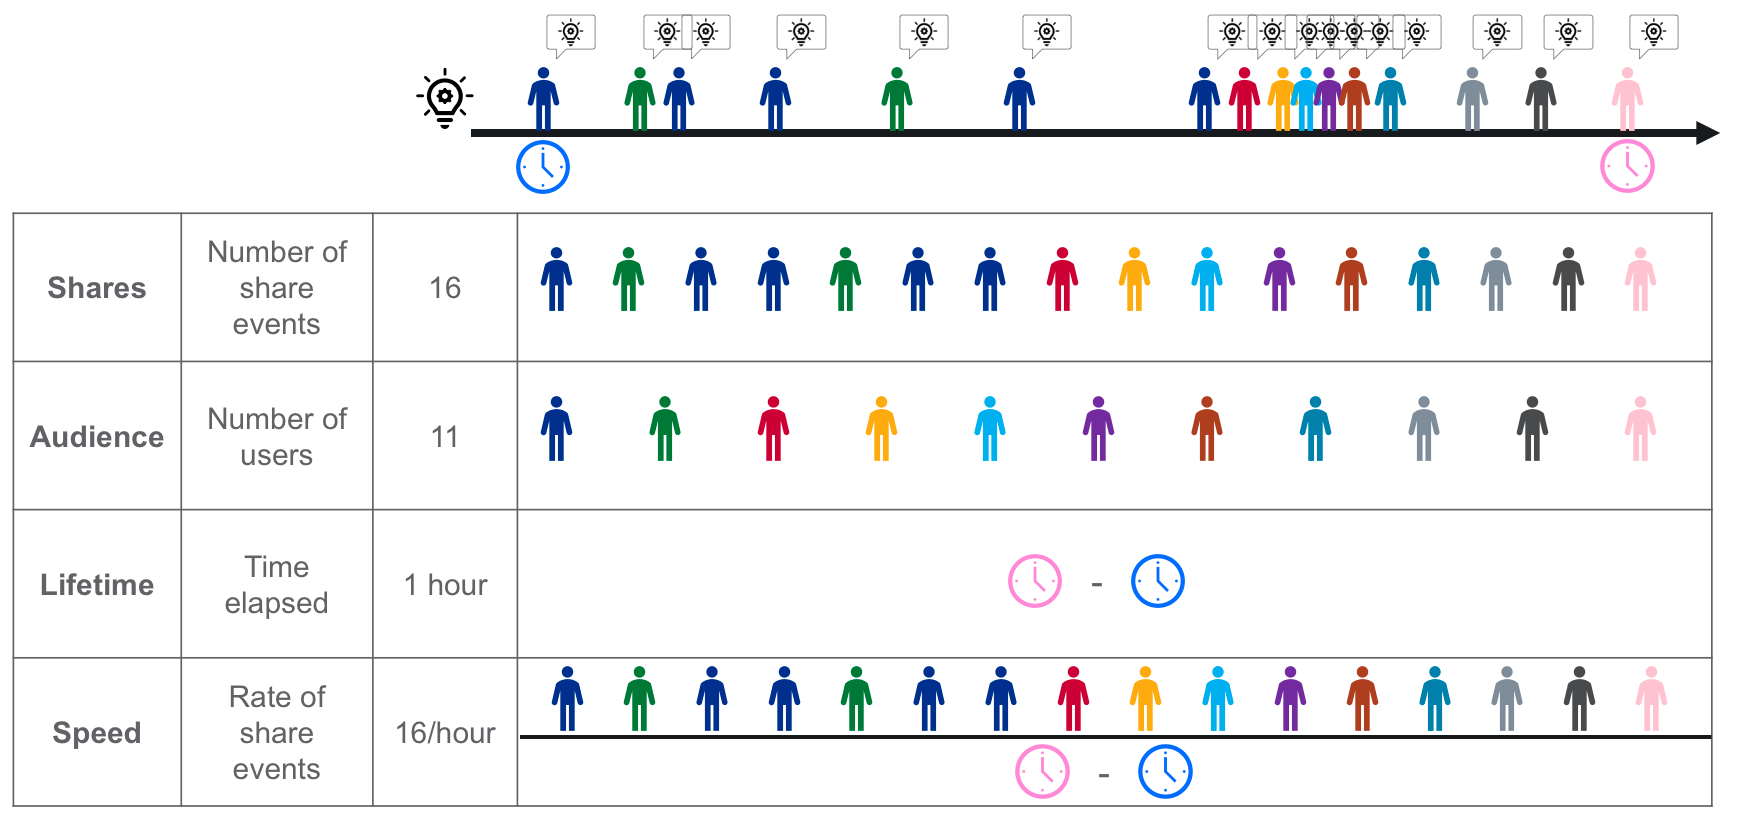 Shares
Number of
share
events
16
Audience
Number of
users
11
Lifetime
Time
elapsed
1 hour
-
Speed
Rate of
share
events
16/hour
-